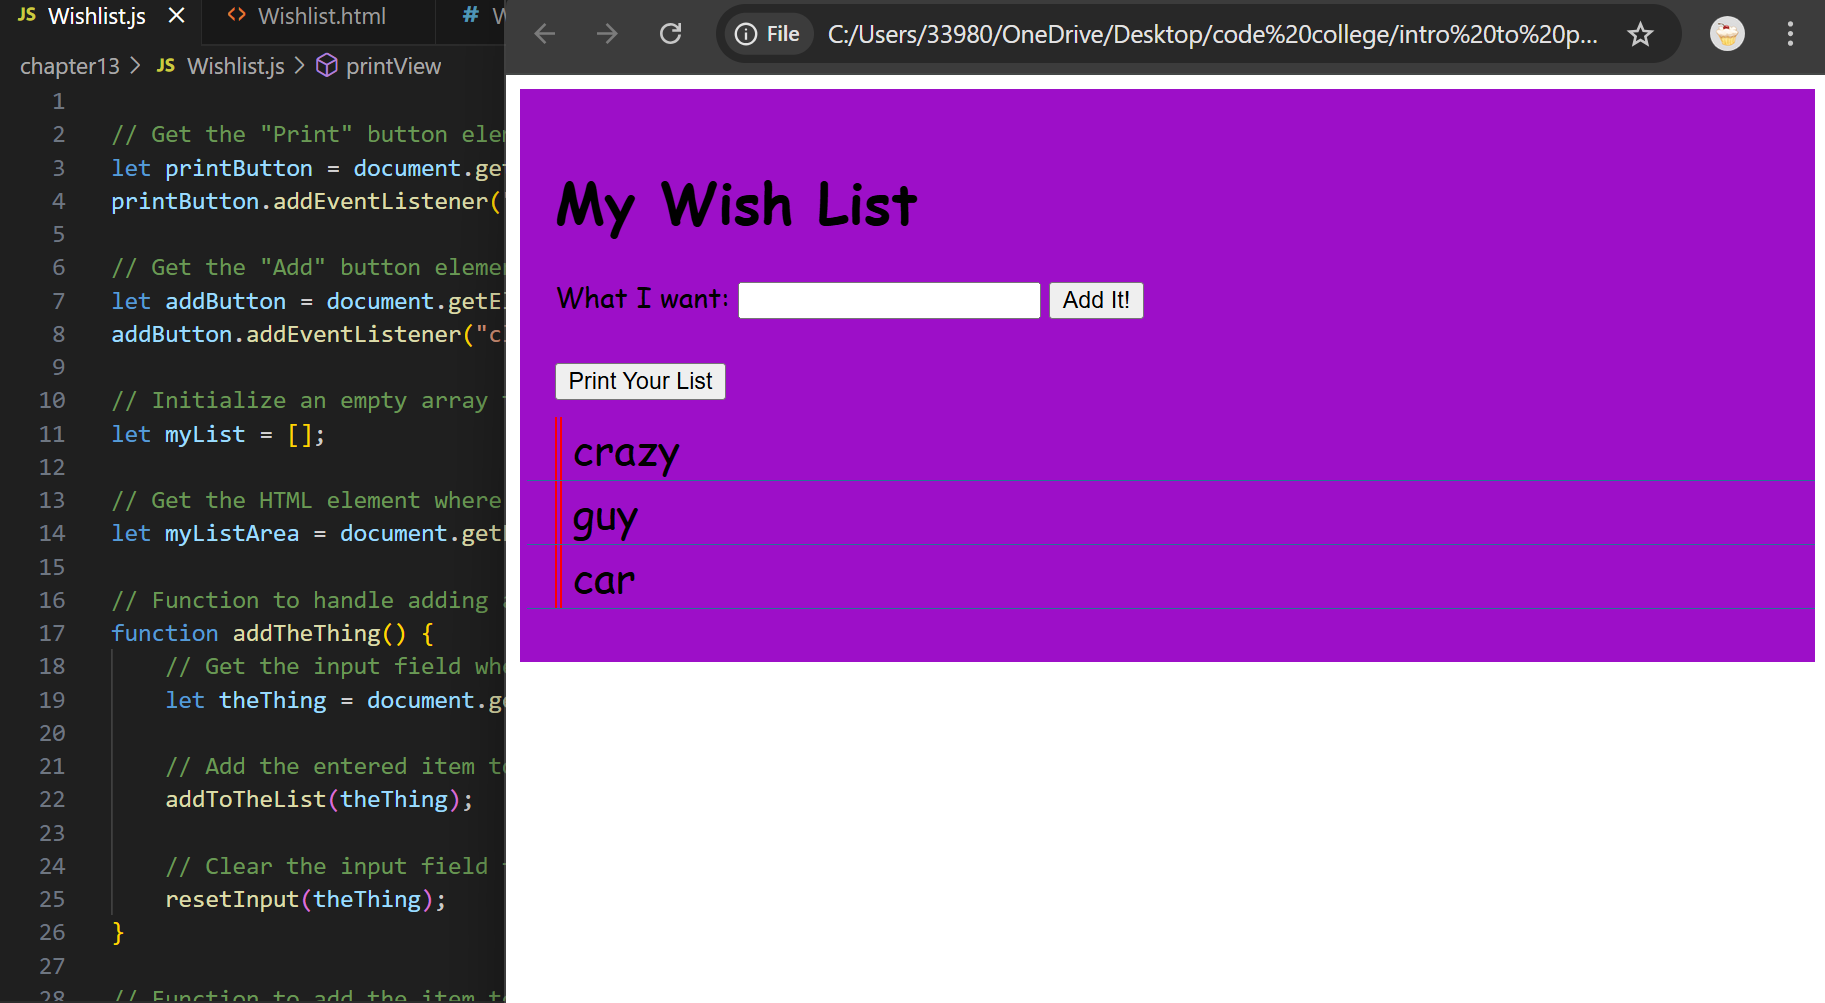 JS Wishlist.js × <> Wishlist.html # W
chapter13 > JS Wishlist.js > printView
1
2 // Get the "Print" button ele
3 let printButton = document.get
4 printButton.addEventListener(
5
6 // Get the "Add" button eleme
7 let addButton = document.getE
8 addButton.addEventListener("c
9
10 // Initialize an empty array
11 let myList = [];
12
13 // Get the HTML element where
14 let myListArea = document.get
15
16 // Function to handle adding
17 function addTheThing() {
18 // Get the input field wh
19 let theThing = document.g
20
21 // Add the entered item t
22 addToTheList(theThing);
23
24 // Clear the input field
25 resetInput(theThing);
26 }
27
28 // Function to add the item t
File C:/Users/33980/OneDrive/Desktop/code%20college/intro%20to%20p...
My Wish List
What I want: Add It!
Print Your List
crazy
guy
car